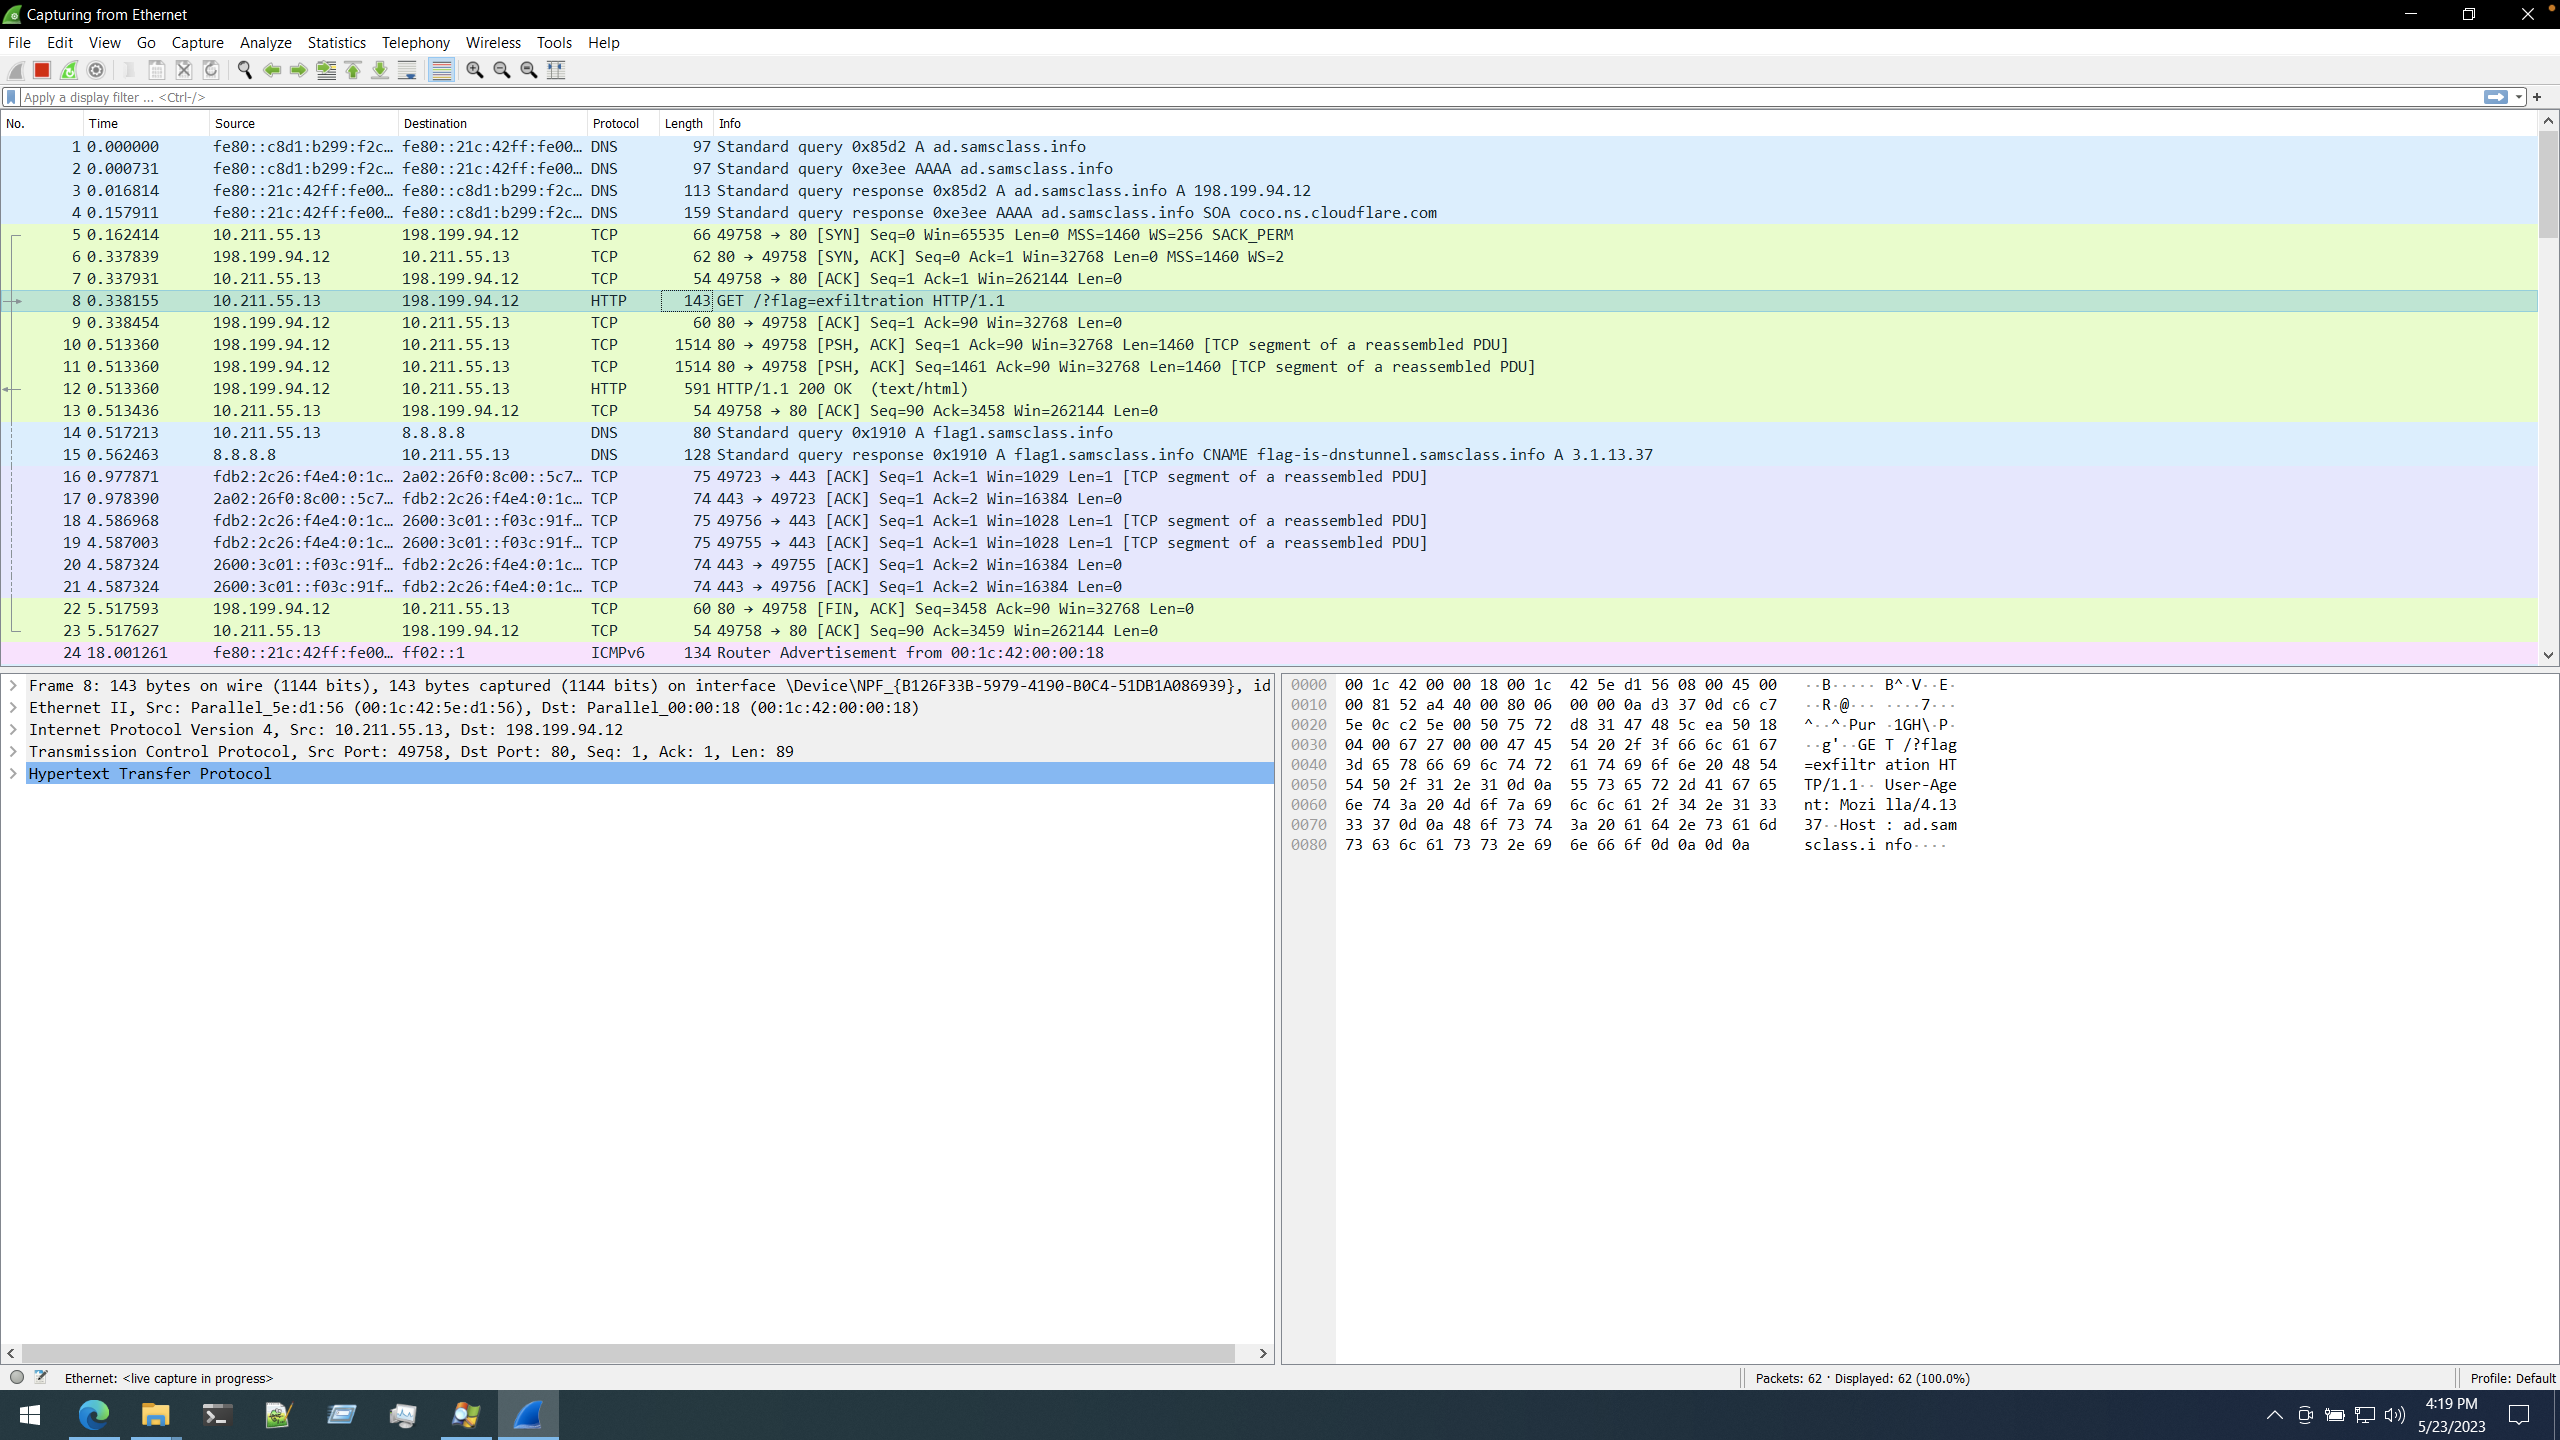 Capturing from Ethernet
File Edit View Go Capture Analyze Statistics Telephony Wireless Tools Help
Apply a display filter ... <Ctrl-/>
No. Time Source Destination Protocol Length Info
1 0.000000 fe80::c8d1:b299:f2c… fe80::21c:42ff:fe00… DNS 97 Standard query 0x85d2 A ad.samsclass.info
2 0.000731 fe80::c8d1:b299:f2c… fe80::21c:42ff:fe00… DNS 97 Standard query 0xe3ee AAAA ad.samsclass.info
3 0.016814 fe80::21c:42ff:fe00… fe80::c8d1:b299:f2c… DNS 113 Standard query response 0x85d2 A ad.samsclass.info A 198.199.94.12
4 0.157911 fe80::21c:42ff:fe00… fe80::c8d1:b299:f2c… DNS 159 Standard query response 0xe3ee AAAA ad.samsclass.info SOA coco.ns.cloudflare.com
5 0.162414 10.211.55.13 198.199.94.12 TCP 66 49758 → 80 [SYN] Seq=0 Win=65535 Len=0 MSS=1460 WS=256 SACK_PERM
6 0.337839 198.199.94.12 10.211.55.13 TCP 62 80 → 49758 [SYN, ACK] Seq=0 Ack=1 Win=32768 Len=0 MSS=1460 WS=2
7 0.337931 10.211.55.13 198.199.94.12 TCP 54 49758 → 80 [ACK] Seq=1 Ack=1 Win=262144 Len=0
8 0.338155 10.211.55.13 198.199.94.12 HTTP 143 GET /?flag=exfiltration HTTP/1.1
9 0.338454 198.199.94.12 10.211.55.13 TCP 60 80 → 49758 [ACK] Seq=1 Ack=90 Win=32768 Len=0
10 0.513360 198.199.94.12 10.211.55.13 TCP 1514 80 → 49758 [PSH, ACK] Seq=1 Ack=90 Win=32768 Len=1460 [TCP segment of a reassembled PDU]
11 0.513360 198.199.94.12 10.211.55.13 TCP 1514 80 → 49758 [PSH, ACK] Seq=1461 Ack=90 Win=32768 Len=1460 [TCP segment of a reassembled PDU]
12 0.513360 198.199.94.12 10.211.55.13 HTTP 591 HTTP/1.1 200 OK (text/html)
13 0.513436 10.211.55.13 198.199.94.12 TCP 54 49758 → 80 [ACK] Seq=90 Ack=3458 Win=262144 Len=0
14 0.517213 10.211.55.13 8.8.8.8 DNS 80 Standard query 0x1910 A flag1.samsclass.info
15 0.562463 8.8.8.8 10.211.55.13 DNS 128 Standard query response 0x1910 A flag1.samsclass.info CNAME flag-is-dnstunnel.samsclass.info A 3.1.13.37
16 0.977871 fdb2:2c26:f4e4:0:1c… 2a02:26f0:8c00::5c7… TCP 75 49723 → 443 [ACK] Seq=1 Ack=1 Win=1029 Len=1 [TCP segment of a reassembled PDU]
17 0.978390 2a02:26f0:8c00::5c7… fdb2:2c26:f4e4:0:1c… TCP 74 443 → 49723 [ACK] Seq=1 Ack=2 Win=16384 Len=0
18 4.586968 fdb2:2c26:f4e4:0:1c… 2600:3c01::f03c:91f… TCP 75 49756 → 443 [ACK] Seq=1 Ack=1 Win=1028 Len=1 [TCP segment of a reassembled PDU]
19 4.587003 fdb2:2c26:f4e4:0:1c… 2600:3c01::f03c:91f… TCP 75 49755 → 443 [ACK] Seq=1 Ack=1 Win=1028 Len=1 [TCP segment of a reassembled PDU]
20 4.587324 2600:3c01::f03c:91f… fdb2:2c26:f4e4:0:1c… TCP 74 443 → 49755 [ACK] Seq=1 Ack=2 Win=16384 Len=0
21 4.587324 2600:3c01::f03c:91f… fdb2:2c26:f4e4:0:1c… TCP 74 443 → 49756 [ACK] Seq=1 Ack=2 Win=16384 Len=0
22 5.517593 198.199.94.12 10.211.55.13 TCP 60 80 → 49758 [FIN, ACK] Seq=3458 Ack=90 Win=32768 Len=0
23 5.517627 10.211.55.13 198.199.94.12 TCP 54 49758 → 80 [ACK] Seq=90 Ack=3459 Win=262144 Len=0
24 18.001261 fe80::21c:42ff:fe00… ff02::1 ICMPv6 134 Router Advertisement from 00:1c:42:00:00:18
Frame 8: 143 bytes on wire (1144 bits), 143 bytes captured (1144 bits) on interface \Device\NPF_{B126F33B-5979-4190-B0C4-51DB1A086939}, id
Ethernet II, Src: Parallel_5e:d1:56 (00:1c:42:5e:d1:56), Dst: Parallel_00:00:18 (00:1c:42:00:00:18)
Internet Protocol Version 4, Src: 10.211.55.13, Dst: 198.199.94.12
Transmission Control Protocol, Src Port: 49758, Dst Port: 80, Seq: 1, Ack: 1, Len: 89
Hypertext Transfer Protocol
0000 00 1c 42 00 00 18 00 1c 42 5e d1 56 08 00 45 00 ··B····· B^·V··E·
0010 00 81 52 a4 40 00 80 06 00 00 0a d3 37 0d c6 c7 ··R·@··· ····7···
0020 5e 0c c2 5e 00 50 75 72 d8 31 47 48 5c ea 50 18 ^··^·Pur ·1GH\·P·
0030 04 00 67 27 00 00 47 45 54 20 2f 3f 66 6c 61 67 ··g'··GE T /?flag
0040 3d 65 78 66 69 6c 74 72 61 74 69 6f 6e 20 48 54 =exfiltr ation HT
0050 54 50 2f 31 2e 31 0d 0a 55 73 65 72 2d 41 67 65 TP/1.1·· User-Age
0060 6e 74 3a 20 4d 6f 7a 69 6c 6c 61 2f 34 2e 31 33 nt: Mozi lla/4.13
0070 33 37 0d 0a 48 6f 73 74 3a 20 61 64 2e 73 61 6d 37··Host : ad.sam
0080 73 63 6c 61 73 73 2e 69 6e 66 6f 0d 0a 0d 0a sclass.i nfo····
Ethernet: <live capture in progress>
Packets: 62 · Displayed: 62 (100.0%)
Profile: Default
4:19 PM
5/23/2023